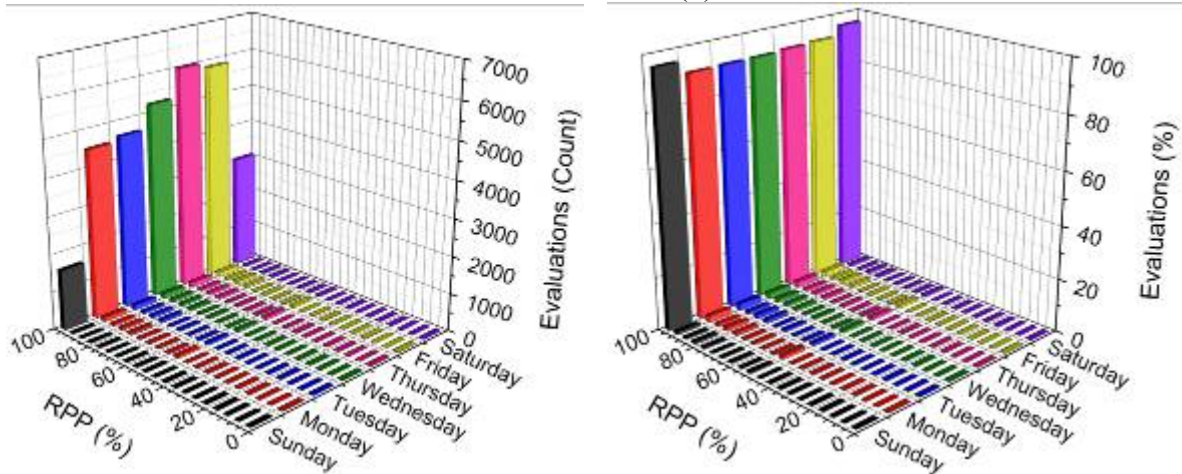 7000
6000
5000
4000
3000
2000
1000
0
Evaluations (Count)
100
80
60
40
20
0
RPP (%)
Saturday
Friday
Thursday
Wednesday
Tuesday
Monday
Sunday
100
80
60
40
20
0
Evaluations (%)
100
80
60
40
20
0
RPP (%)
Saturday
Friday
Thursday
Wednesday
Tuesday
Monday
Sunday